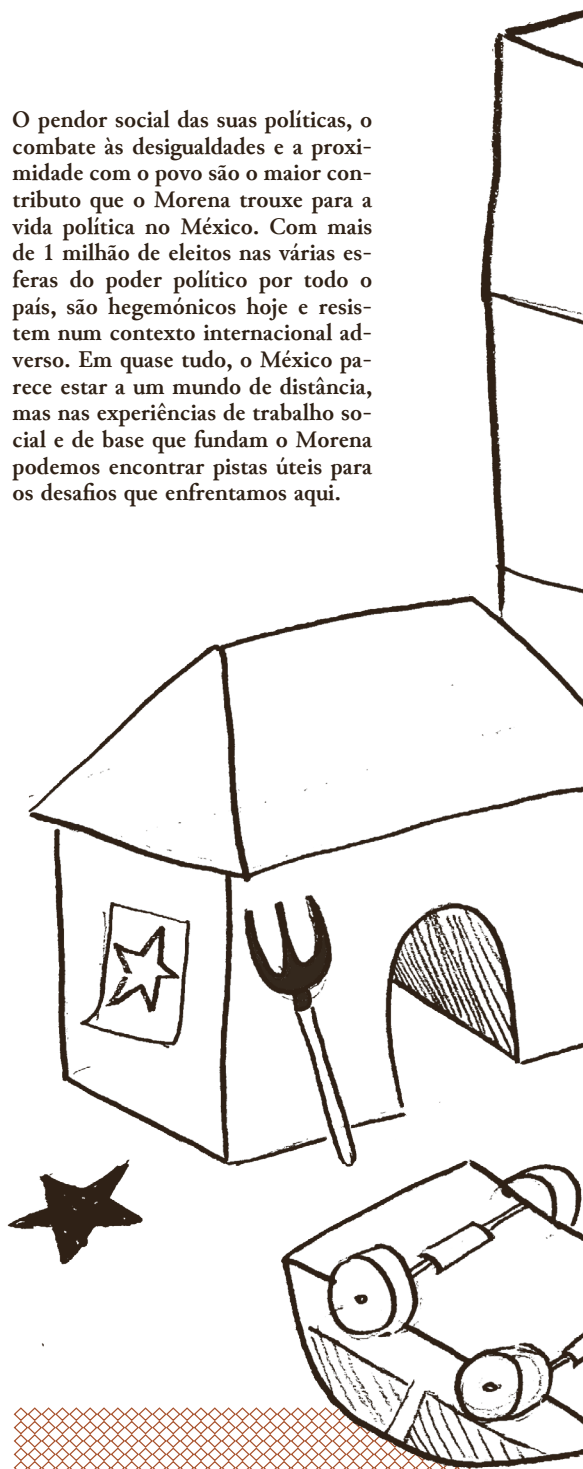 O pendor social das suas políticas, o
combate às desigualdades e a proxi-
midade com o povo são o maior con-
tributo que o Morena trouxe para a
vida política no México. Com mais
de 1 milhão de eleitos nas várias es-
feras do poder político por todo o
país, são hegemónicos hoje e resis-
tem num contexto internacional ad-
verso. Em quase tudo, o México pa-
rece estar a um mundo de distância,
mas nas experiências de trabalho so-
cial e de base que fundam o Morena
podemos encontrar pistas úteis para
os desafios que enfrentamos aqui.